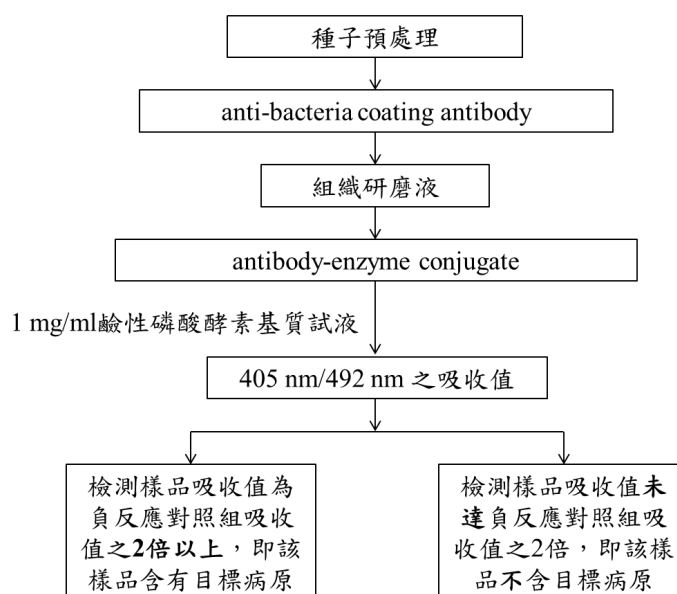 種子預處理
anti-bacteria coating antibody
組織研磨液
antibody-enzyme conjugate
1 mg/ml鹼性磷酸酵素基質試液
405 nm/492 nm 之吸收值
檢測樣品吸收值為
負反應對照組吸收
值之2倍以上，即該
樣品含有目標病原
檢測樣品吸收值未
達負反應對照組吸
收值之2倍，即該樣
品不含目標病原